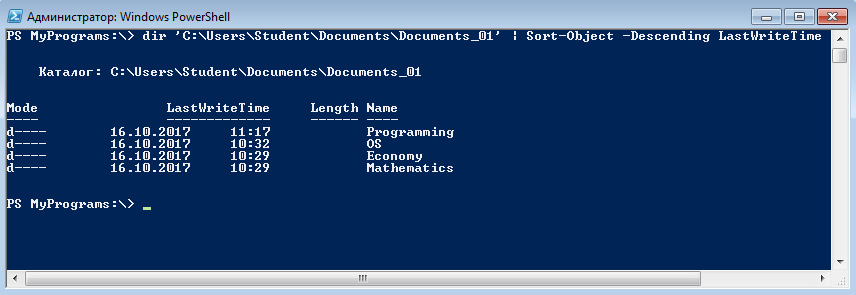 Администратор: Windows PowerShell
PS MyPrograms:\> dir 'C:\Users\Student\Documents\Documents_01' | Sort-Object -Descending LastWriteTime
Каталог: C:\Users\Student\Documents\Documents_01
Mode LastWriteTime Length Name
---- ------------- ------ ----
d---- 16.10.2017 11:17 Programming
d---- 16.10.2017 10:32 OS
d---- 16.10.2017 10:29 Economy
d---- 16.10.2017 10:29 Mathematics
PS MyPrograms:\> _